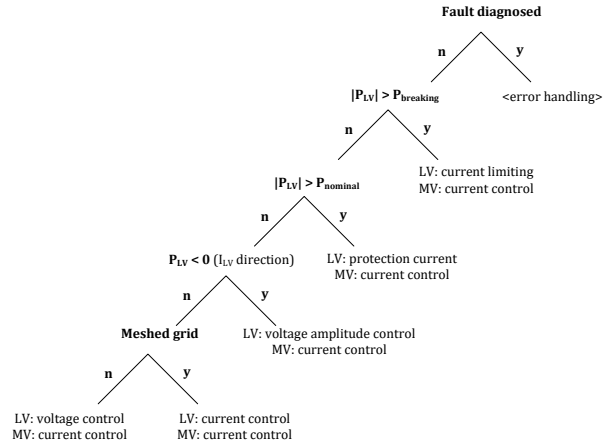 Fault diagnosed
n
y
|P_LV| > P_breaking
<error handling>
n
y
LV: current limiting
MV: current control
|P_LV| > P_nominal
n
y
LV: protection current
MV: current control
P_LV < 0 (I_LV direction)
n
y
LV: voltage amplitude control
MV: current control
Meshed grid
n
y
LV: voltage control
MV: current control
LV: current control
MV: current control